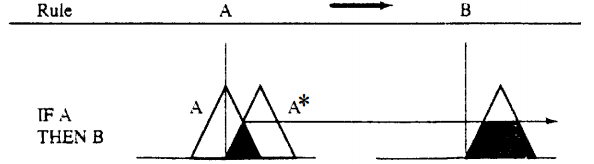 Rule A B
A A*
IF A
THEN B